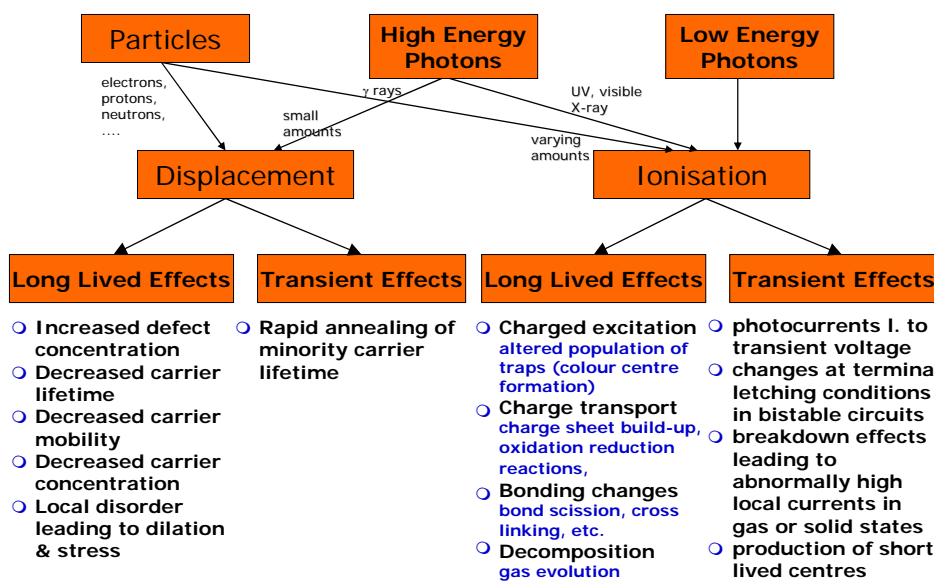 Particles
High Energy
Photons
Low Energy
Photons
electrons,
protons,
neutrons,
....
γ rays
small
amounts
UV, visible
X-ray
varying
amounts
Displacement
Ionisation
Long Lived Effects
Transient Effects
Long Lived Effects
Transient Effects
Increased defect
concentration
Decreased carrier
lifetime
Decreased carrier
mobility
Decreased carrier
concentration
Local disorder
leading to dilation
& stress
Rapid annealing of
minority carrier
lifetime
Charged excitation
altered population of
traps (colour centre
formation)
Charge transport
charge sheet build-up,
oxidation reduction
reactions,
Bonding changes
bond scission, cross
linking, etc.
Decomposition
gas evolution
photocurrents I. to
transient voltage
changes at termina
letching conditions
in bistable circuits
breakdown effects
leading to
abnormally high
local currents in
gas or solid states
production of short
lived centres